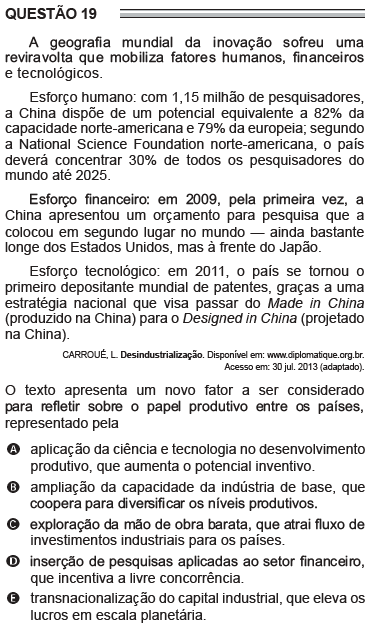 QUESTÃO 19
A geografia mundial da inovação sofreu uma
reviravolta que mobiliza fatores humanos, financeiros
e tecnológicos.
Esforço humano: com 1,15 milhão de pesquisadores,
a China dispõe de um potencial equivalente a 82% da
capacidade norte-americana e 79% da europeia; segundo
a National Science Foundation norte-americana, o país
deverá concentrar 30% de todos os pesquisadores do
mundo até 2025.
Esforço financeiro: em 2009, pela primeira vez, a
China apresentou um orçamento para pesquisa que a
colocou em segundo lugar no mundo — ainda bastante
longe dos Estados Unidos, mas à frente do Japão.
Esforço tecnológico: em 2011, o país se tornou o
primeiro depositante mundial de patentes, graças a uma
estratégia nacional que visa passar do Made in China
(produzido na China) para o Designed in China (projetado
na China).
CARROUÉ, L. Desindustrialização. Disponível em: www.diplomatique.org.br.
Acesso em: 30 jul. 2013 (adaptado).
O texto apresenta um novo fator a ser considerado
para refletir sobre o papel produtivo entre os países,
representado pela
A aplicação da ciência e tecnologia no desenvolvimento
produtivo, que aumenta o potencial inventivo.
B ampliação da capacidade da indústria de base, que
coopera para diversificar os níveis produtivos.
C exploração da mão de obra barata, que atrai fluxo de
investimentos industriais para os países.
D inserção de pesquisas aplicadas ao setor financeiro,
que incentiva a livre concorrência.
E transnacionalização do capital industrial, que eleva os
lucros em escala planetária.